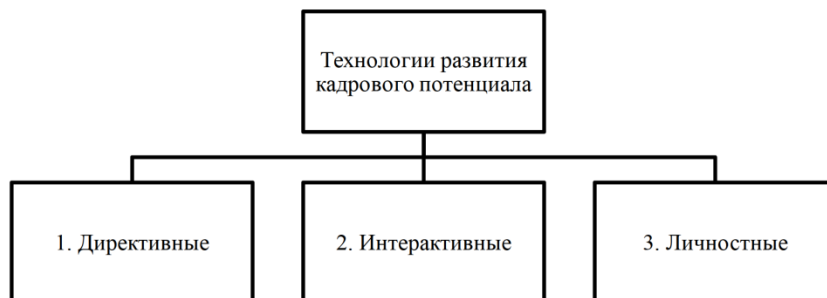 Технологии развития
кадрового потенциала
1. Директивные
2. Интерактивные
3. Личностные